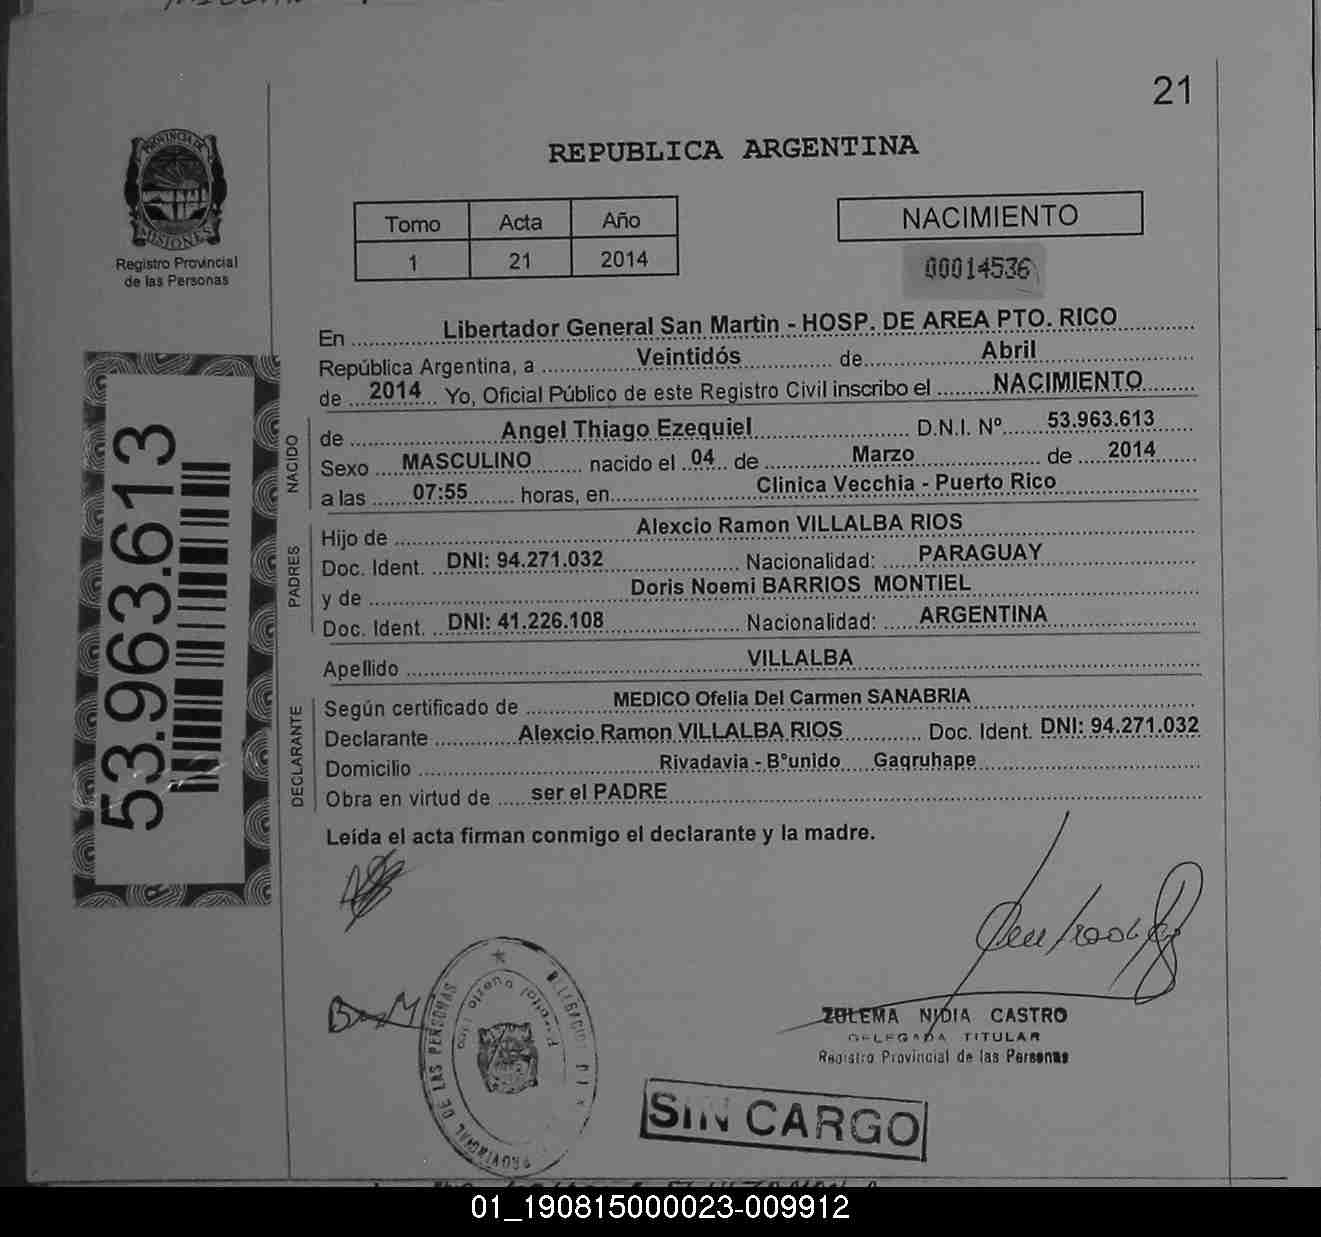 21
PROVINCIA DE
MISIONES
Registro Provincial
de las Personas
REPUBLICA ARGENTINA
Tomo Acta Año
1 21 2014
NACIMIENTO
00014536
En Libertador General San Martìn - HOSP. DE AREA PTO. RICO
República Argentina, a Veintidós de Abril
de 2014 Yo, Oficial Público de este Registro Civil inscribo el NACIMIENTO
NACIDO
de Angel Thiago Ezequiel D.N.I. Nº 53.963.613
Sexo MASCULINO nacido el 04 de Marzo de 2014
a las 07:55 horas, en Clinica Vecchia - Puerto Rico
PADRES
Hijo de Alexcio Ramon VILLALBA RIOS
Doc. Ident. DNI: 94.271.032 Nacionalidad: PARAGUAY
y de Doris Noemi BARRIOS MONTIEL
Doc. Ident. DNI: 41.226.108 Nacionalidad: ARGENTINA
Apellido VILLALBA
DECLARANTE
Según certificado de MEDICO Ofelia Del Carmen SANABRIA
Declarante Alexcio Ramon VILLALBA RIOS Doc. Ident. DNI: 94.271.032
Domicilio Rivadavia - B°unido Gaqruhape
Obra en virtud de ser el PADRE
Leída el acta firman conmigo el declarante y la madre.
53.963.613
ZULEMA NIDIA CASTRO
DELEGADA TITULAR
Registro Provincial de las Personas
PROVINCIAL DE LAS PERSONAS
SIN CARGO
01_190815000023-009912